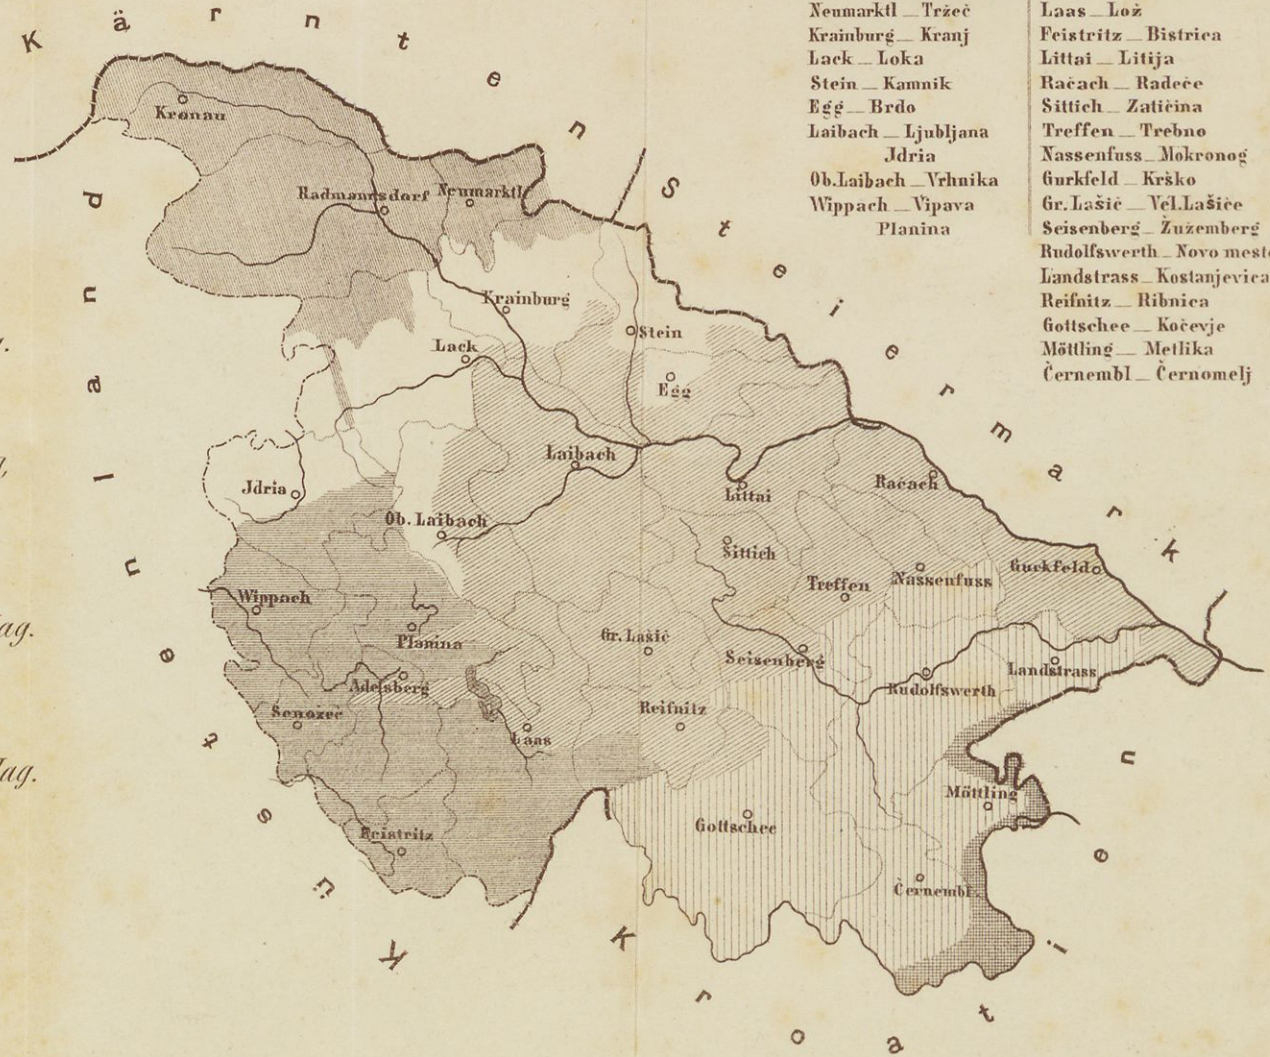 Kärnten
Steiermark
Kroatien
Küstenland
Neumarktl — Tržeč
Krainburg — Kranj
Lack — Loka
Stein — Kamnik
Egg — Brdo
Laibach — Ljubljana
Jdria
Ob.Laibach — Vrhnika
Wippach — Vipava
Planina
Laas — Lož
Feistritz — Bistrica
Littai — Litija
Račach — Radeče
Sittich — Zatičina
Treffen — Trebno
Nassenfuss — Mokronog
Gurkfeld — Krško
Gr.Lašič — Vel.Lašiče
Seisenberg — Žužemberg
Rudolfswerth — Novo mesto
Landstrass — Kostanjevica
Reifnitz — Ribnica
Gottschee — Kočevje
Möttling — Metlika
Černembl — Černomelj
Kronau
Radmannsdorf
Neumarktl
Krainburg
Stein
Lack
Egg
Laibach
Jdria
Littai
Racach
Ob. Laibach
Sittich
Treffen
Nassenfuss
Gurkfeld
Wippach
Planina
Gr. Lašič
Seisenberg
Landstrass
Rudolfswerth
Adelsberg
Senožeč
Reifnitz
Laas
Möttling
Gottschee
Feistritz
Černembl
ag.
ag.